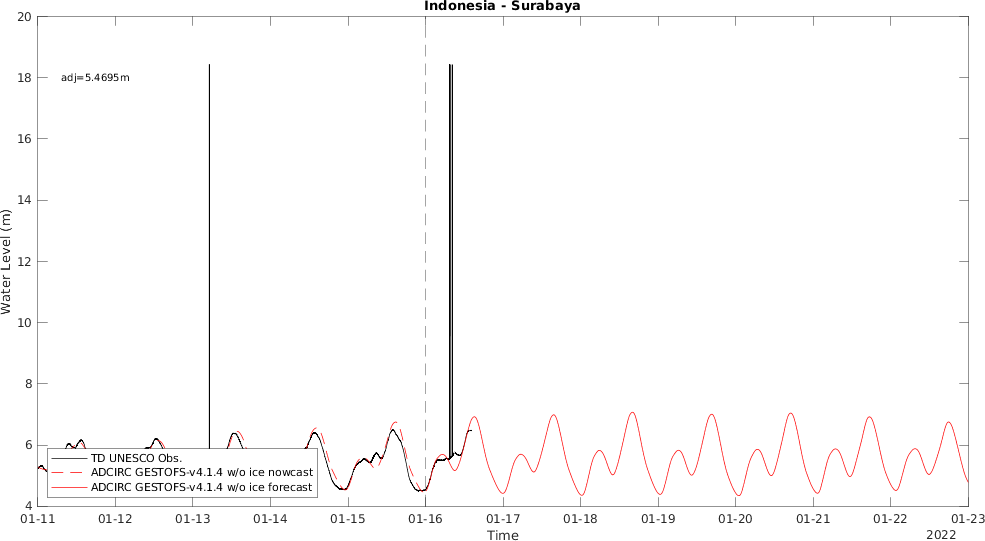 Indonesia - Surabaya
20
18
16
14
12
10
8
6
4
Water Level (m)
adj=5.4695m
TD UNESCO Obs.
ADCIRC GESTOFS-v4.1.4 w/o ice nowcast
ADCIRC GESTOFS-v4.1.4 w/o ice forecast
01-11 01-12 01-13 01-14 01-15 01-16 01-17 01-18 01-19 01-20 01-21 01-22 01-23
Time
2022